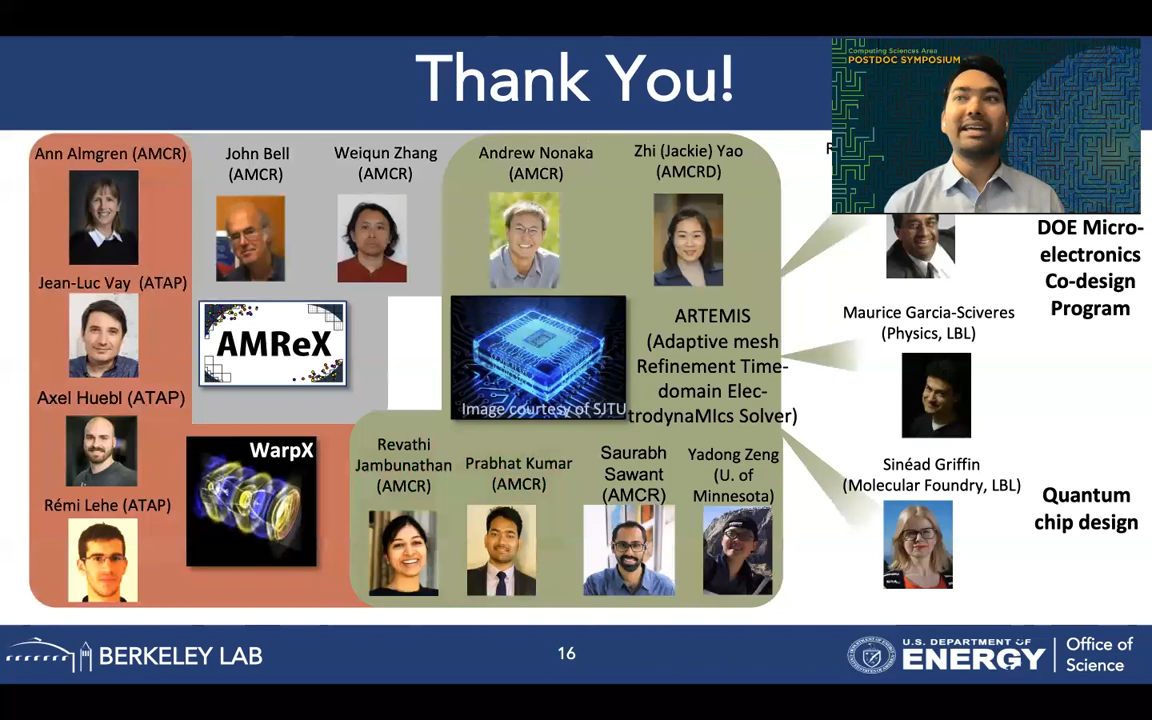 Thank You!
Computing Sciences Area
POSTDOC SYMPOSIUM
Ann Almgren (AMCR)
John Bell
(AMCR)
Weiqun Zhang
(AMCR)
Andrew Nonaka
(AMCR)
Zhi (Jackie) Yao
(AMCRD)
Jean-Luc Vay (ATAP)
AMReX
Axel Huebl (ATAP)
WarpX
Rémi Lehe (ATAP)
Image courtesy of SJTU
ARTEMIS
(Adaptive mesh
Refinement Time-
domain Elec-
trodynaMIcs Solver)
Revathi
Jambunathan
(AMCR)
Prabhat Kumar
(AMCR)
Saurabh
Sawant
(AMCR)
Yadong Zeng
(U. of
Minnesota)
DOE Micro-
electronics
Co-design
Program
Maurice Garcia-Sciveres
(Physics, LBL)
Sinéad Griffin
(Molecular Foundry, LBL)
Quantum
chip design
BERKELEY LAB
16
U.S. DEPARTMENT OF
ENERGY
Office of
Science